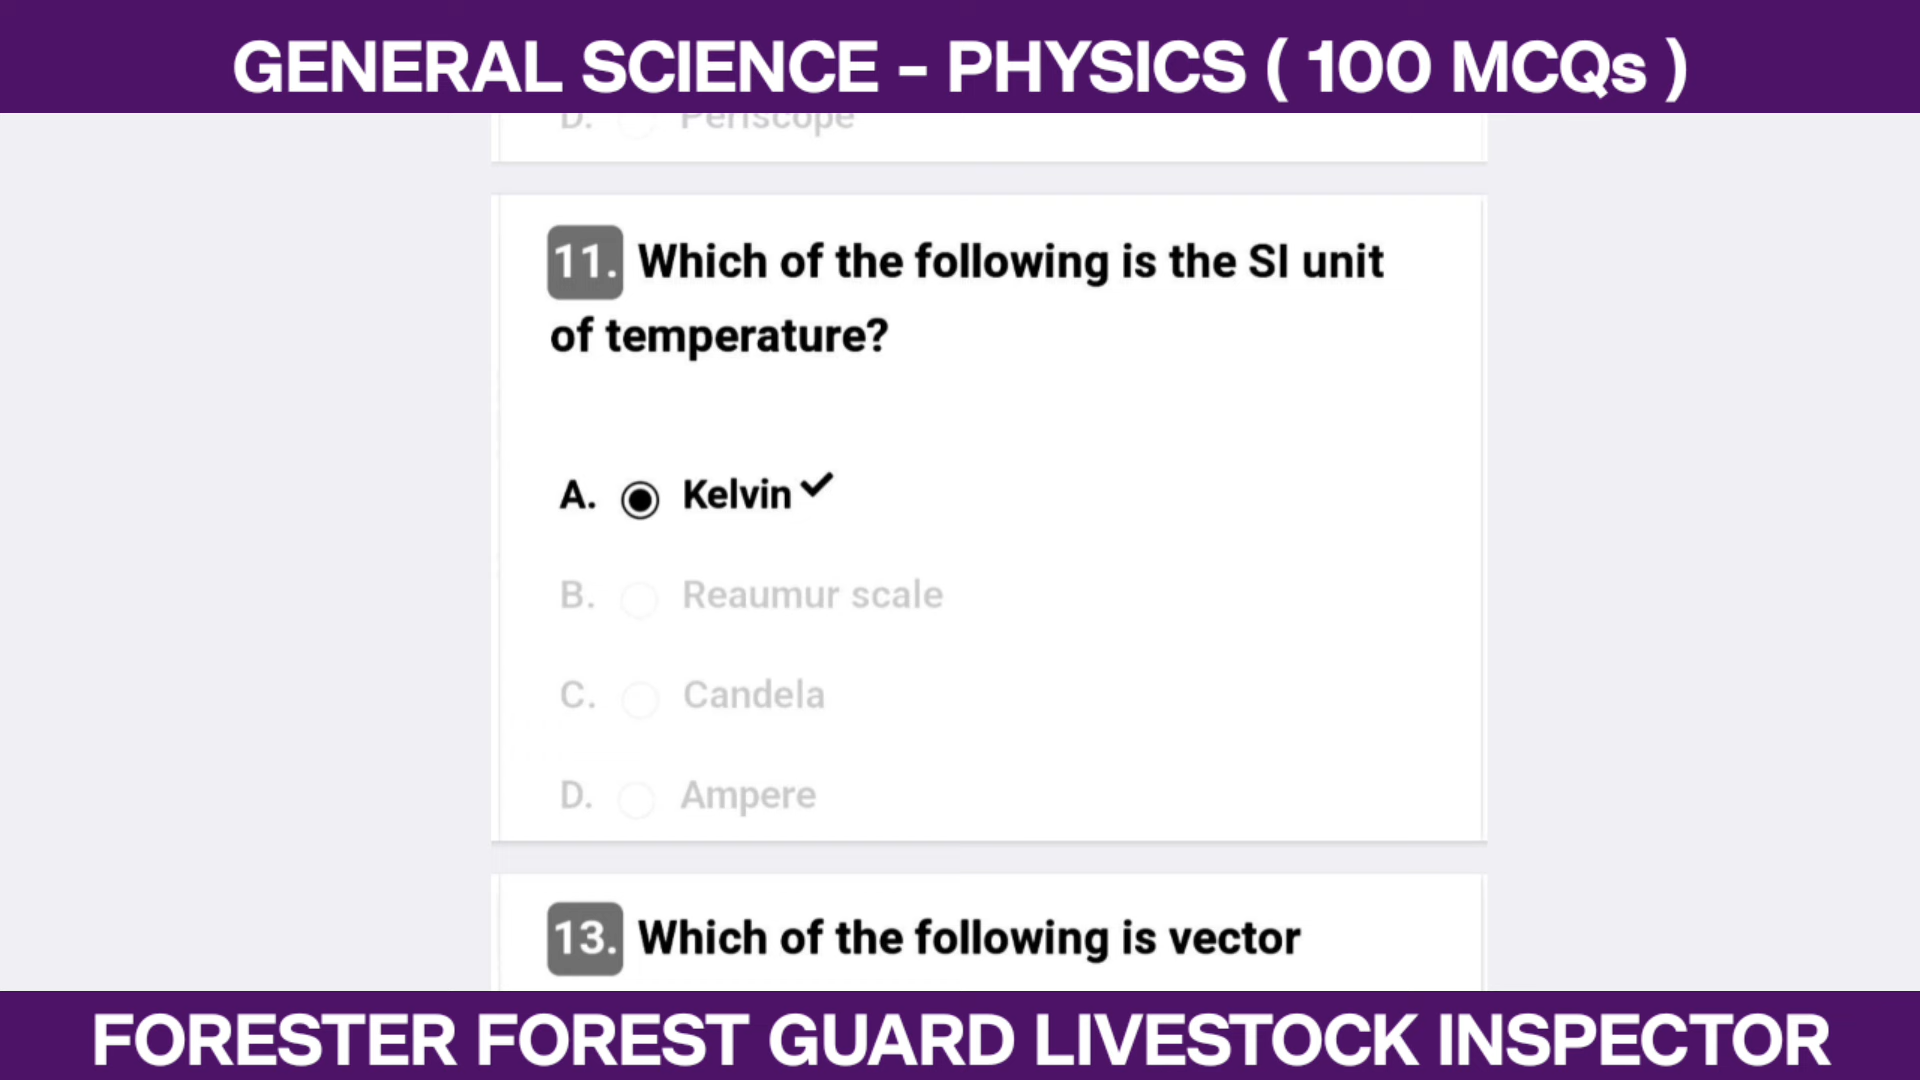 GENERAL SCIENCE - PHYSICS ( 100 MCQs )
D. Periscope
11. Which of the following is the SI unit
of temperature?
A. Kelvin ✔
B. Reaumur scale
C. Candela
D. Ampere
13. Which of the following is vector
FORESTER FOREST GUARD LIVESTOCK INSPECTOR